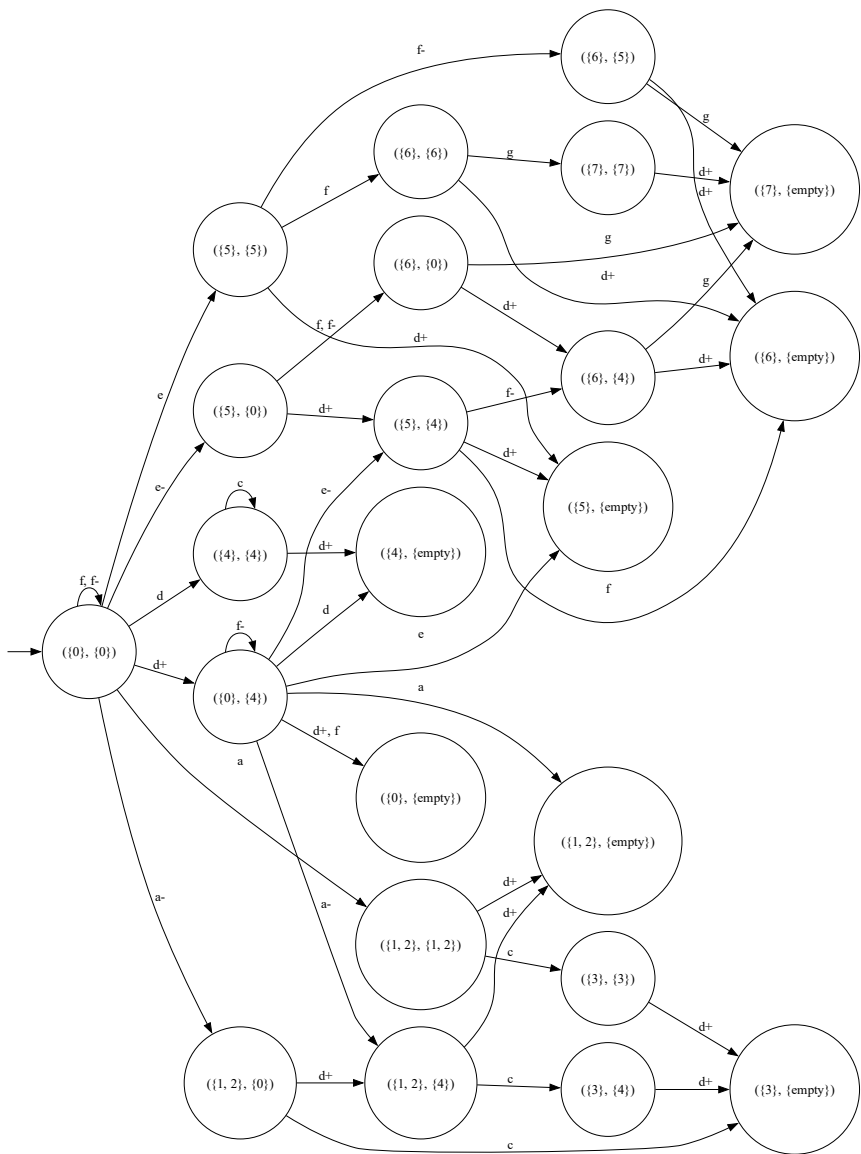 f-
({6}, {5})
g
({6}, {6})
g
({7}, {7})
d+
d+
({7}, {empty})
f
({5}, {5})
({6}, {0})
g
d+
d+
g
f, f-
d+
({6}, {4})
d+
({6}, {empty})
e
({5}, {0})
d+
({5}, {4})
f-
d+
({5}, {empty})
e-
e-
c
({4}, {4})
d+
({4}, {empty})
f, f-
d
d
f
({0}, {0})
f-
e
d+
({0}, {4})
a
d+, f
a
({0}, {empty})
({1, 2}, {empty})
d+
a-
a-
d+
({1, 2}, {1, 2})
c
({3}, {3})
d+
({1, 2}, {0})
d+
({1, 2}, {4})
c
({3}, {4})
d+
({3}, {empty})
c